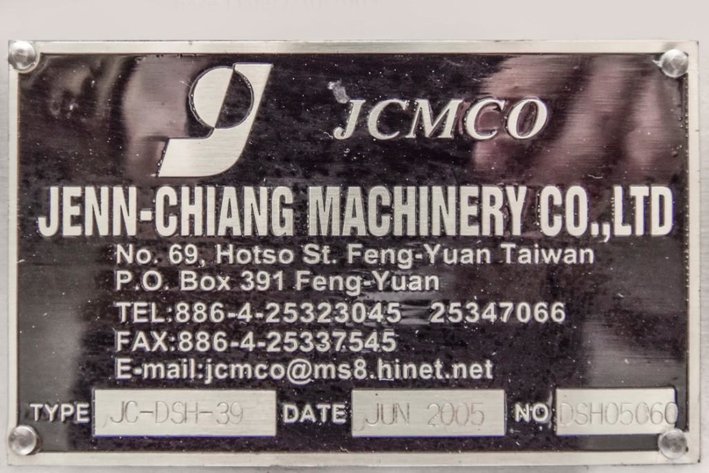 JCMCO
JENN-CHIANG MACHINERY CO.,LTD
No. 69, Hotso St. Feng-Yuan Taiwan
P.O. Box 391 Feng-Yuan
TEL:886-4-25323045 25347066
FAX:886-4-25337545
E-mail:jcmco@ms8.hinet.net
TYPE JC-DSH-39 DATE JUN 2005 NO DSH05060